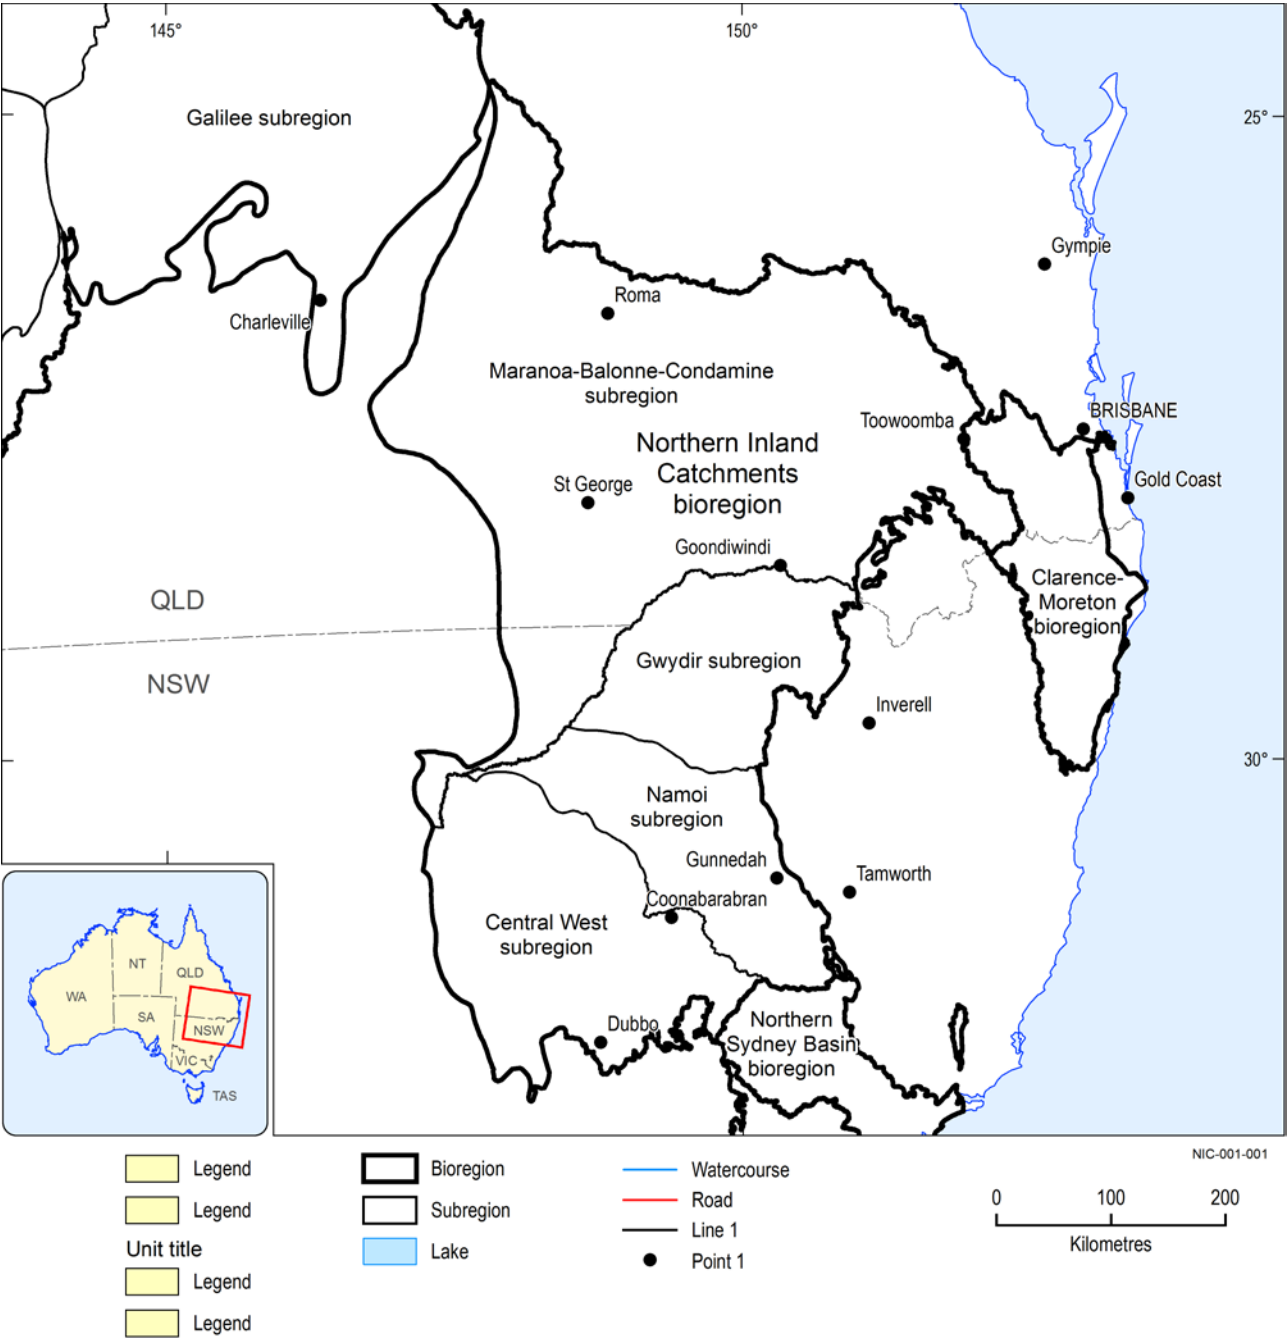 145°
150°
Galilee subregion
25°
Gympie
Roma
Charleville
Maranoa-Balonne-Condamine
subregion
BRISBANE
Toowoomba
Northern Inland
Catchments
bioregion
St George
Gold Coast
Goondiwindi
Clarence-
Moreton
bioregion
QLD
NSW
Gwydir subregion
Inverell
30°
Namoi
subregion
Gunnedah
Tamworth
Coonabarabran
Central West
subregion
Dubbo
Northern
Sydney Basin
bioregion
NT
QLD
WA
SA
NSW
VIC
TAS
NIC-001-001
Legend
Legend
Unit title
Legend
Legend
Bioregion
Subregion
Lake
Watercourse
Road
Line 1
Point 1
0 100 200
Kilometres